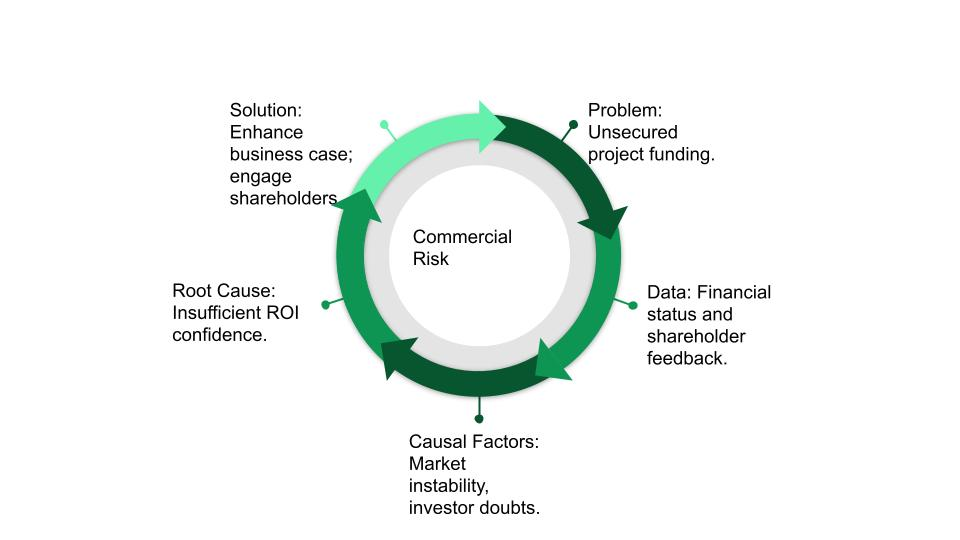 Solution:
Enhance
business case;
engage
shareholders
Problem:
Unsecured
project funding.
Commercial
Risk
Root Cause:
Insufficient ROI
confidence.
Data: Financial
status and
shareholder
feedback.
Causal Factors:
Market
instability,
investor doubts.